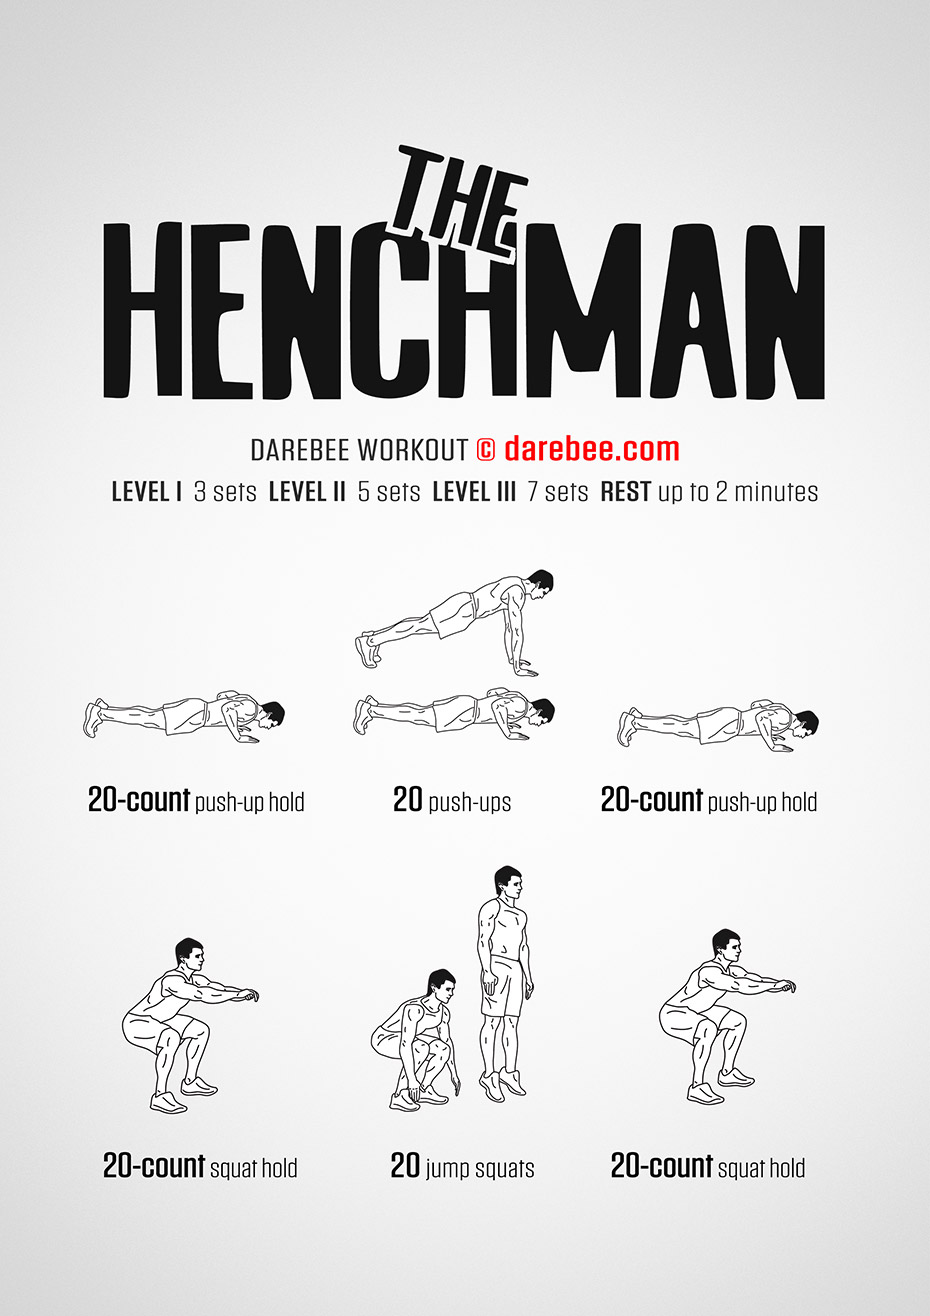 THE
HENCHMAN
DAREBEE WORKOUT © darebee.com
LEVEL I 3 sets LEVEL II 5 sets LEVEL III 7 sets REST up to 2 minutes
20-count push-up hold
20 push-ups
20-count push-up hold
20-count squat hold
20 jump squats
20-count squat hold